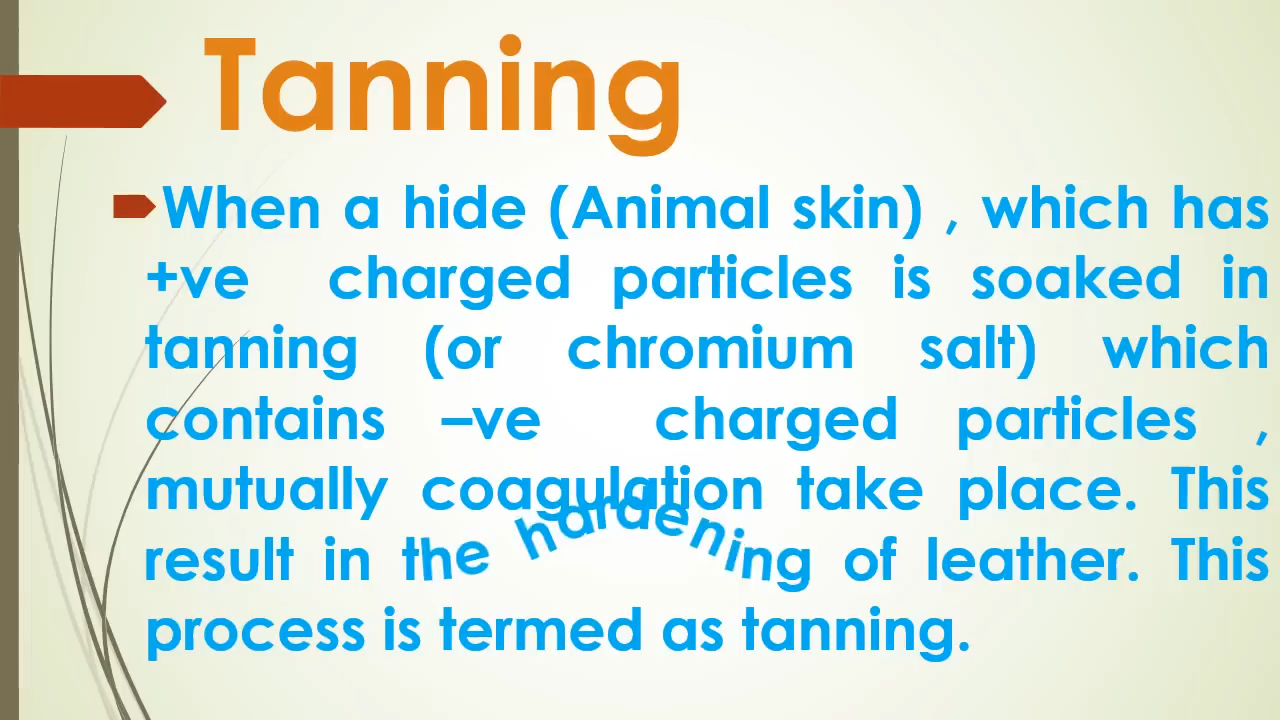 Tanning
When a hide (Animal skin) , which has
+ve charged particles is soaked in
tanning (or chromium salt) which
contains –ve charged particles ,
mutually coagulation take place. This
result in the hardening of leather. This
process is termed as tanning.